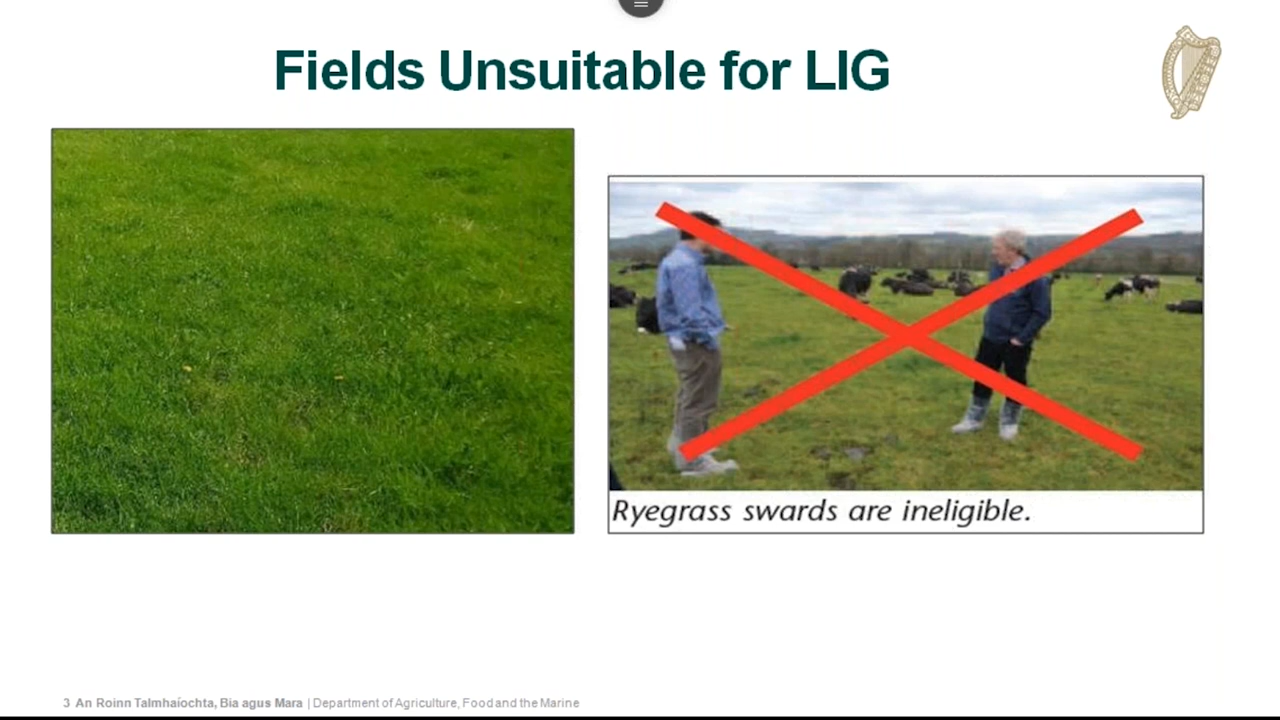 Fields Unsuitable for LIG
Ryegrass swards are ineligible.
3 An Roinn Talmhaíochta, Bia agus Mara | Department of Agriculture, Food and the Marine